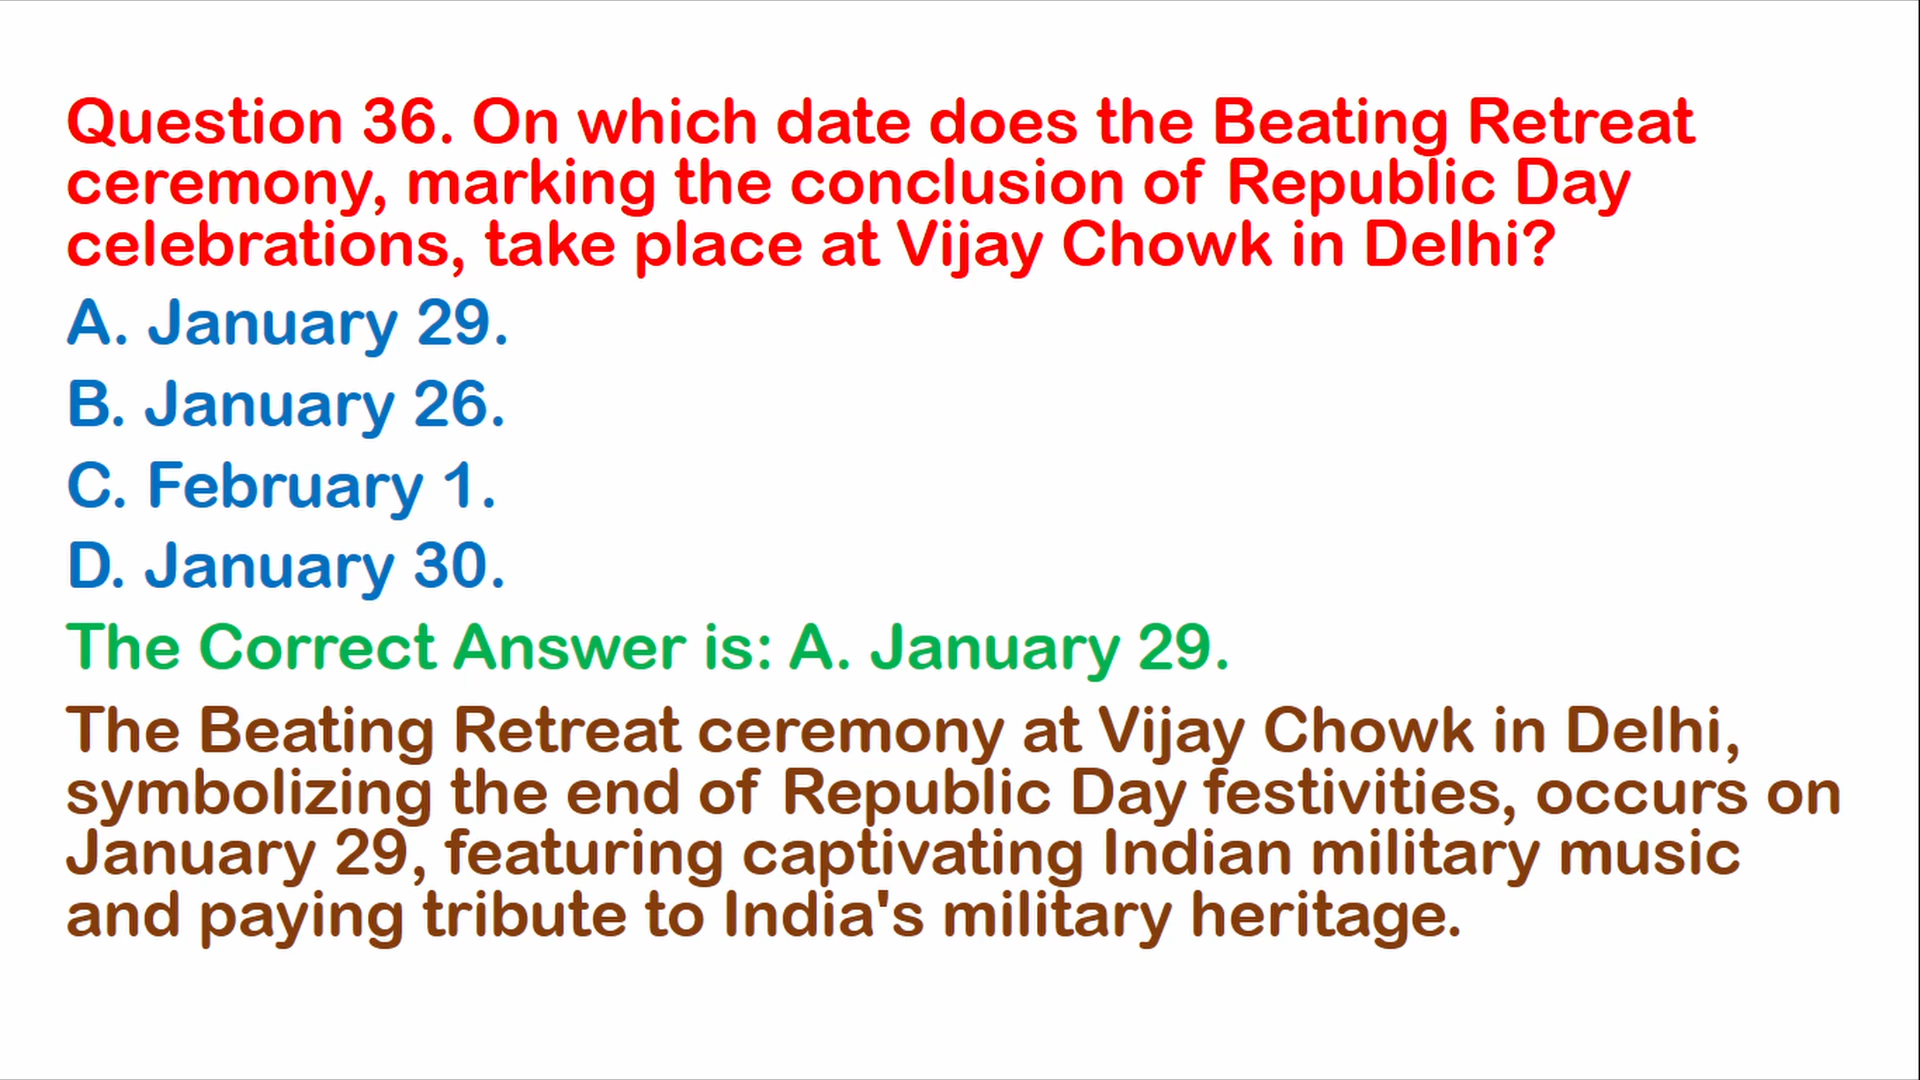 Question 36. On which date does the Beating Retreat
ceremony, marking the conclusion of Republic Day
celebrations, take place at Vijay Chowk in Delhi?
A. January 29.
B. January 26.
C. February 1.
D. January 30.
The Correct Answer is: A. January 29.
The Beating Retreat ceremony at Vijay Chowk in Delhi,
symbolizing the end of Republic Day festivities, occurs on
January 29, featuring captivating Indian military music
and paying tribute to India's military heritage.